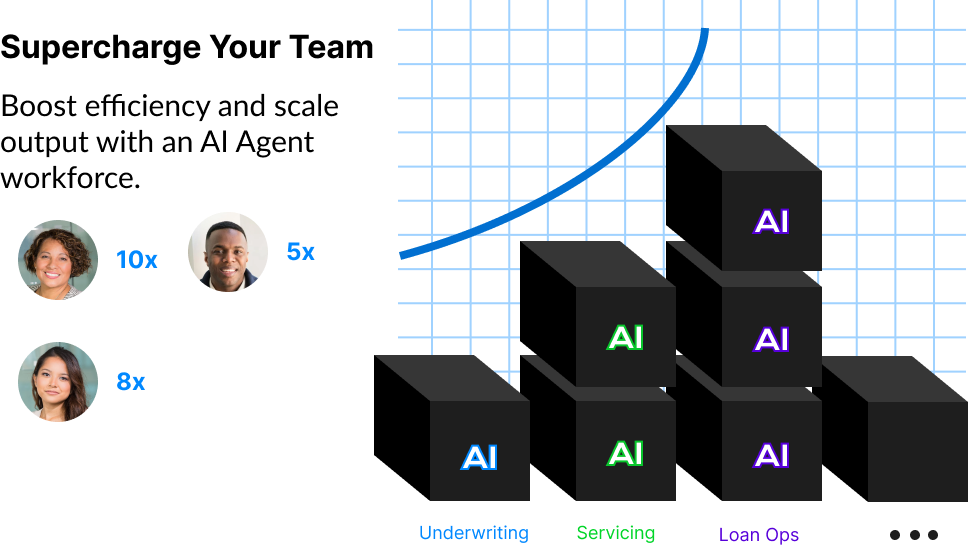 Supercharge Your Team
Boost efficiency and scale
output with an AI Agent
workforce.
10x
5x
8x
AI
AI
AI
AI
AI
AI
Underwriting
Servicing
Loan Ops